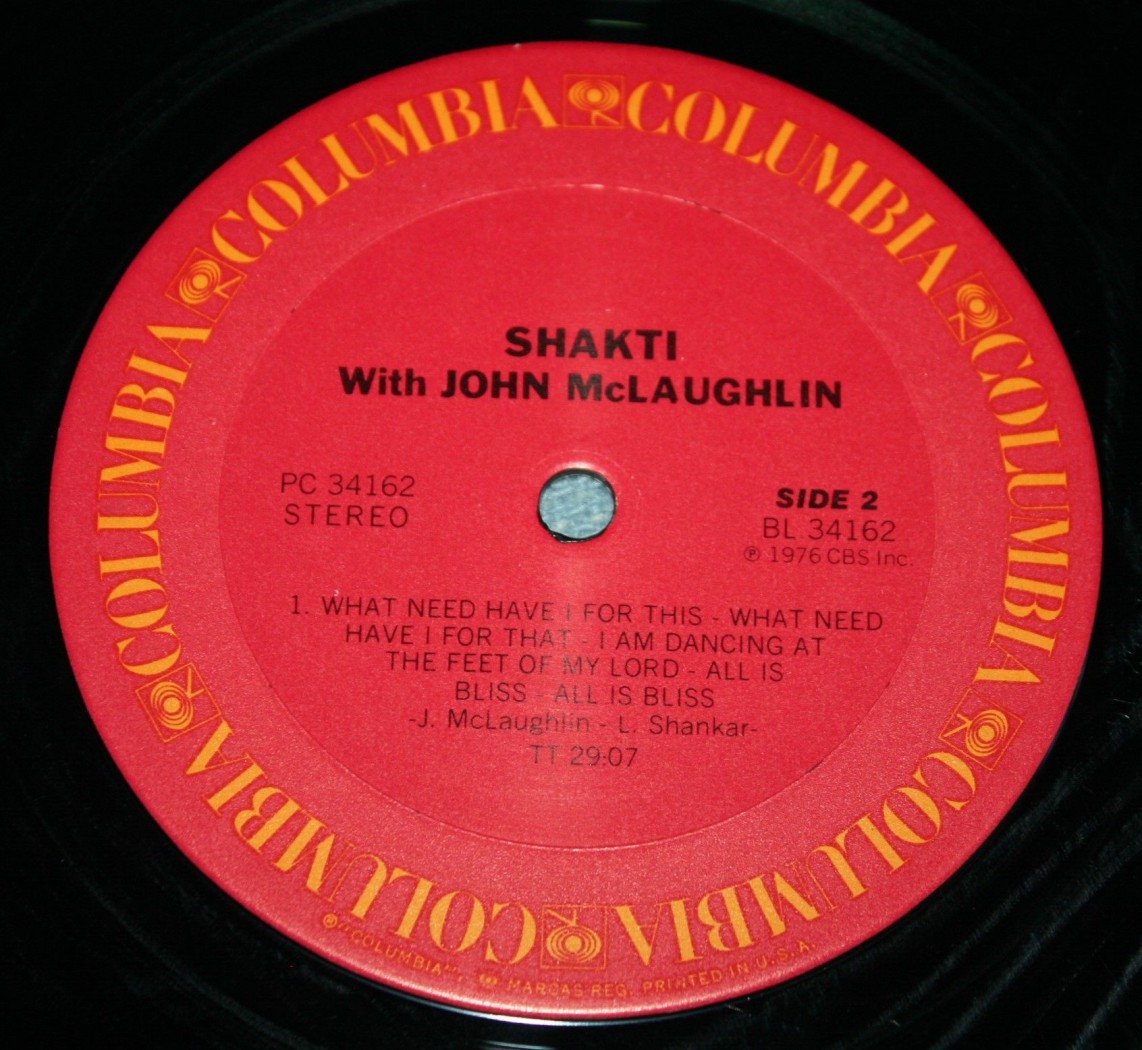 COLUMBIA COLUMBIA COLUMBIA COLUMBIA COLUMBIA COLUMBIA
SHAKTI
With JOHN McLAUGHLIN
PC 34162
STEREO
SIDE 2
BL 34162
℗ 1976 CBS Inc.
1. WHAT NEED HAVE I FOR THIS - WHAT NEED
HAVE I FOR THAT - I AM DANCING AT
THE FEET OF MY LORD - ALL IS
BLISS - ALL IS BLISS
-J. McLaughlin - L. Shankar-
TT 29:07
® "COLUMBIA", MARCAS REG. PRINTED IN U.S.A.